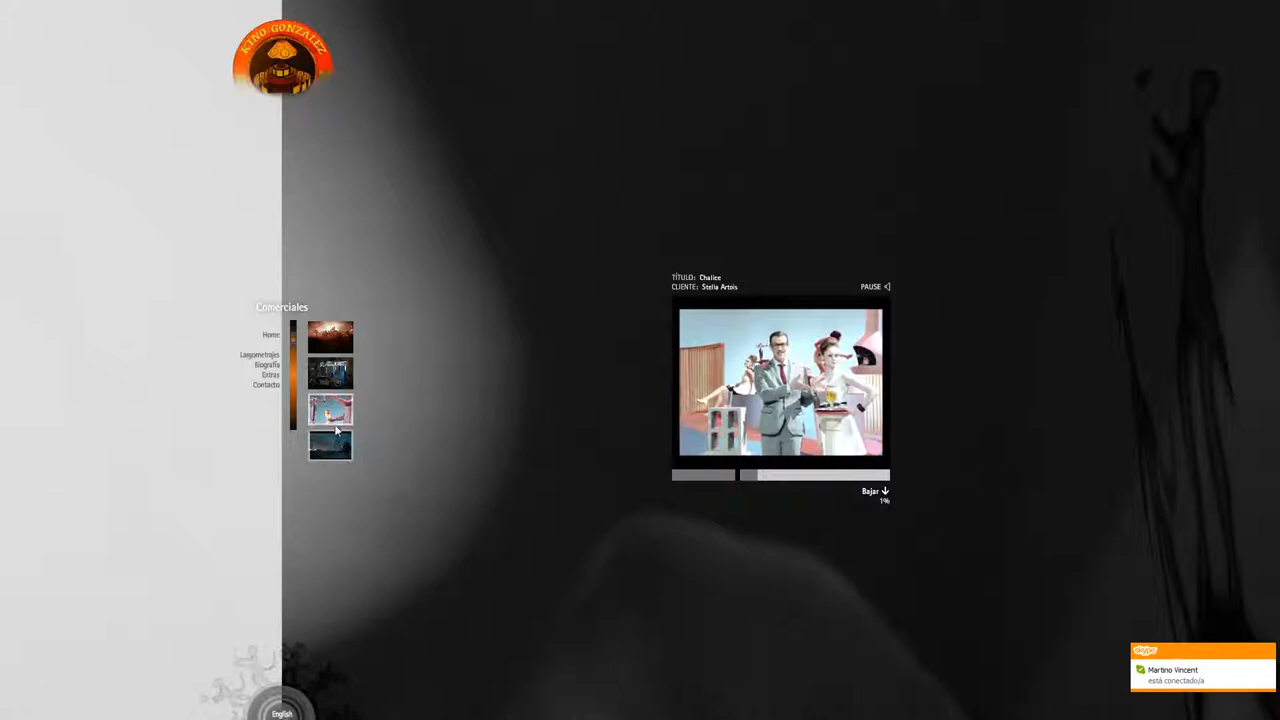 KINO GONZALEZ
TÍTULO: Chalice
CLIENTE: Stella Artois
PAUSE
Comerciales
Home
Largometrajes
Biografía
Extras
Contacto
Bajar
1%
skype
Martino Vincent
está conectado/a
English